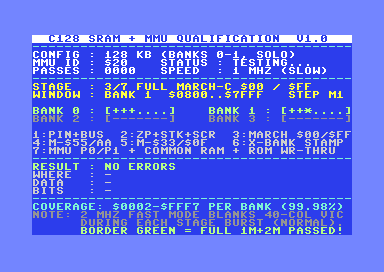 C128 SRAM + MMU QUALIFICATION V1.0
CONFIG : 128 KB (BANKS 0-1, SOLO)
MMU ID : $20 STATUS : TESTING...
PASSES : 0000 SPEED : 1 MHZ (SLOW)
STAGE : 3/7 FULL MARCH-C $00 / $FF
WINDOW : BANK 1 $0800..$7FFF STEP M1
BANK 0 : [+++....] BANK 1 : [++*....]
BANK 2 : [-------] BANK 3 : [-------]
1:PIN+BUS 2:ZP+STK+SCR 3:MARCH $00/$FF
4:M-$55/AA 5:M-$33/$0F 6:X-BANK STAMP
7:MMU P0/P1 + COMMON RAM + ROM WR-THRU
RESULT : NO ERRORS
WHERE : -
DATA : -
BITS : -
COVERAGE: $0002-$FFF7 PER BANK (99.98%)
NOTE: 2 MHZ FAST MODE BLANKS 40-COL VIC
DURING EACH STAGE BURST (NORMAL).
BORDER GREEN = FULL 1M+2M PASSED!